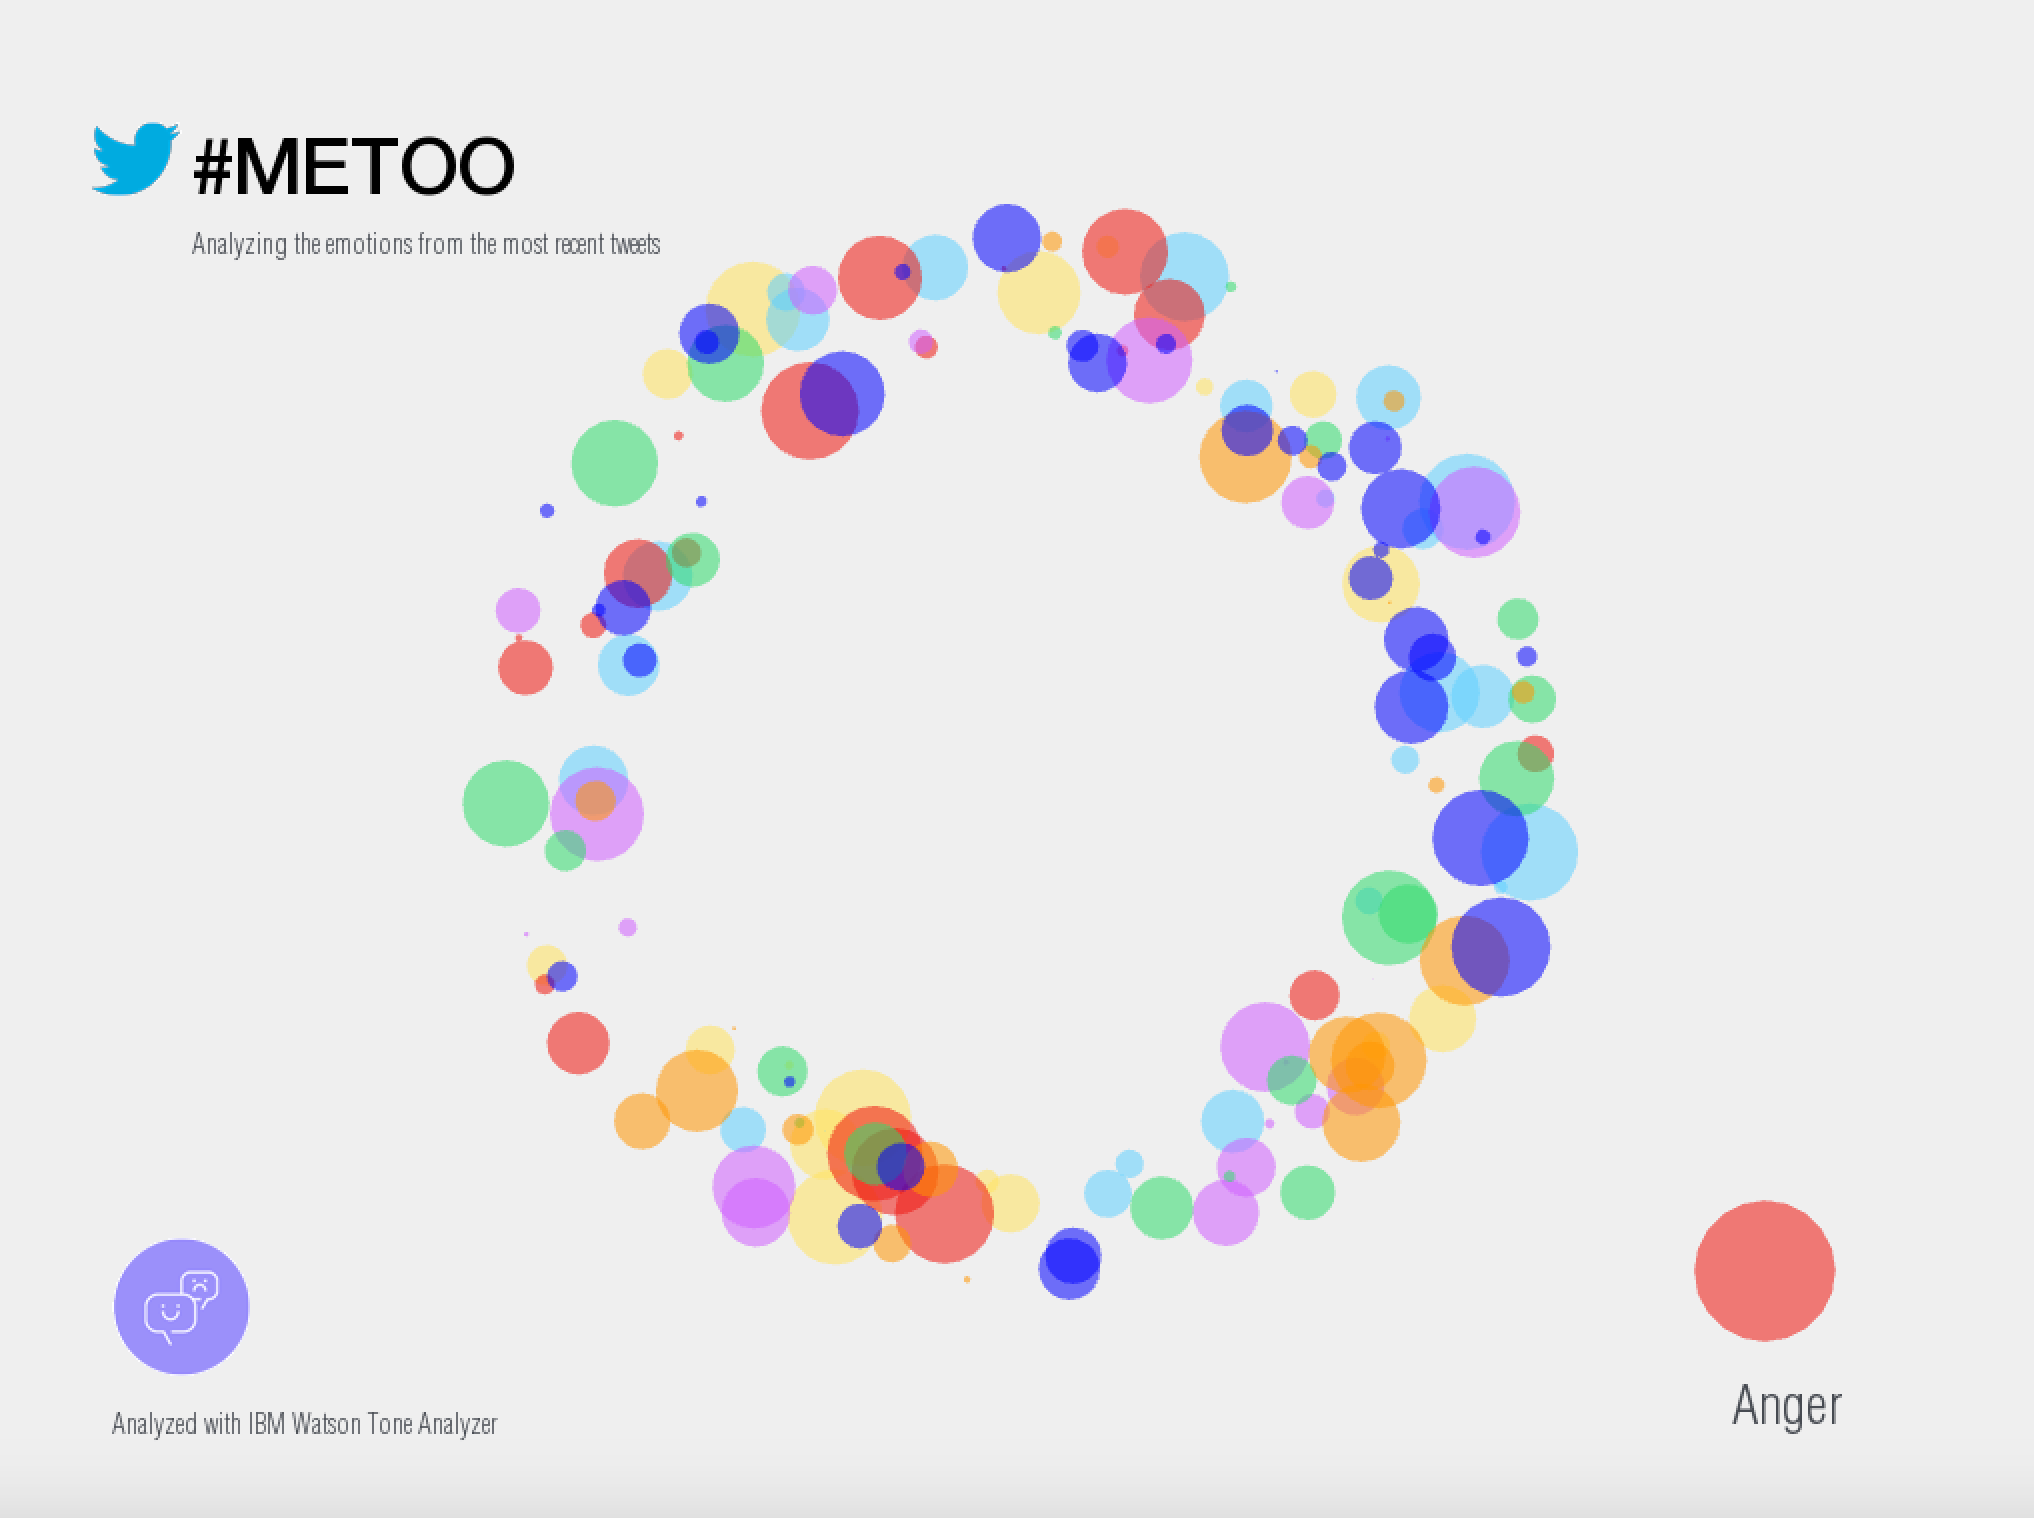 #METOO
Analyzing the emotions from the most recent tweets
Analyzed with IBM Watson Tone Analyzer
Anger